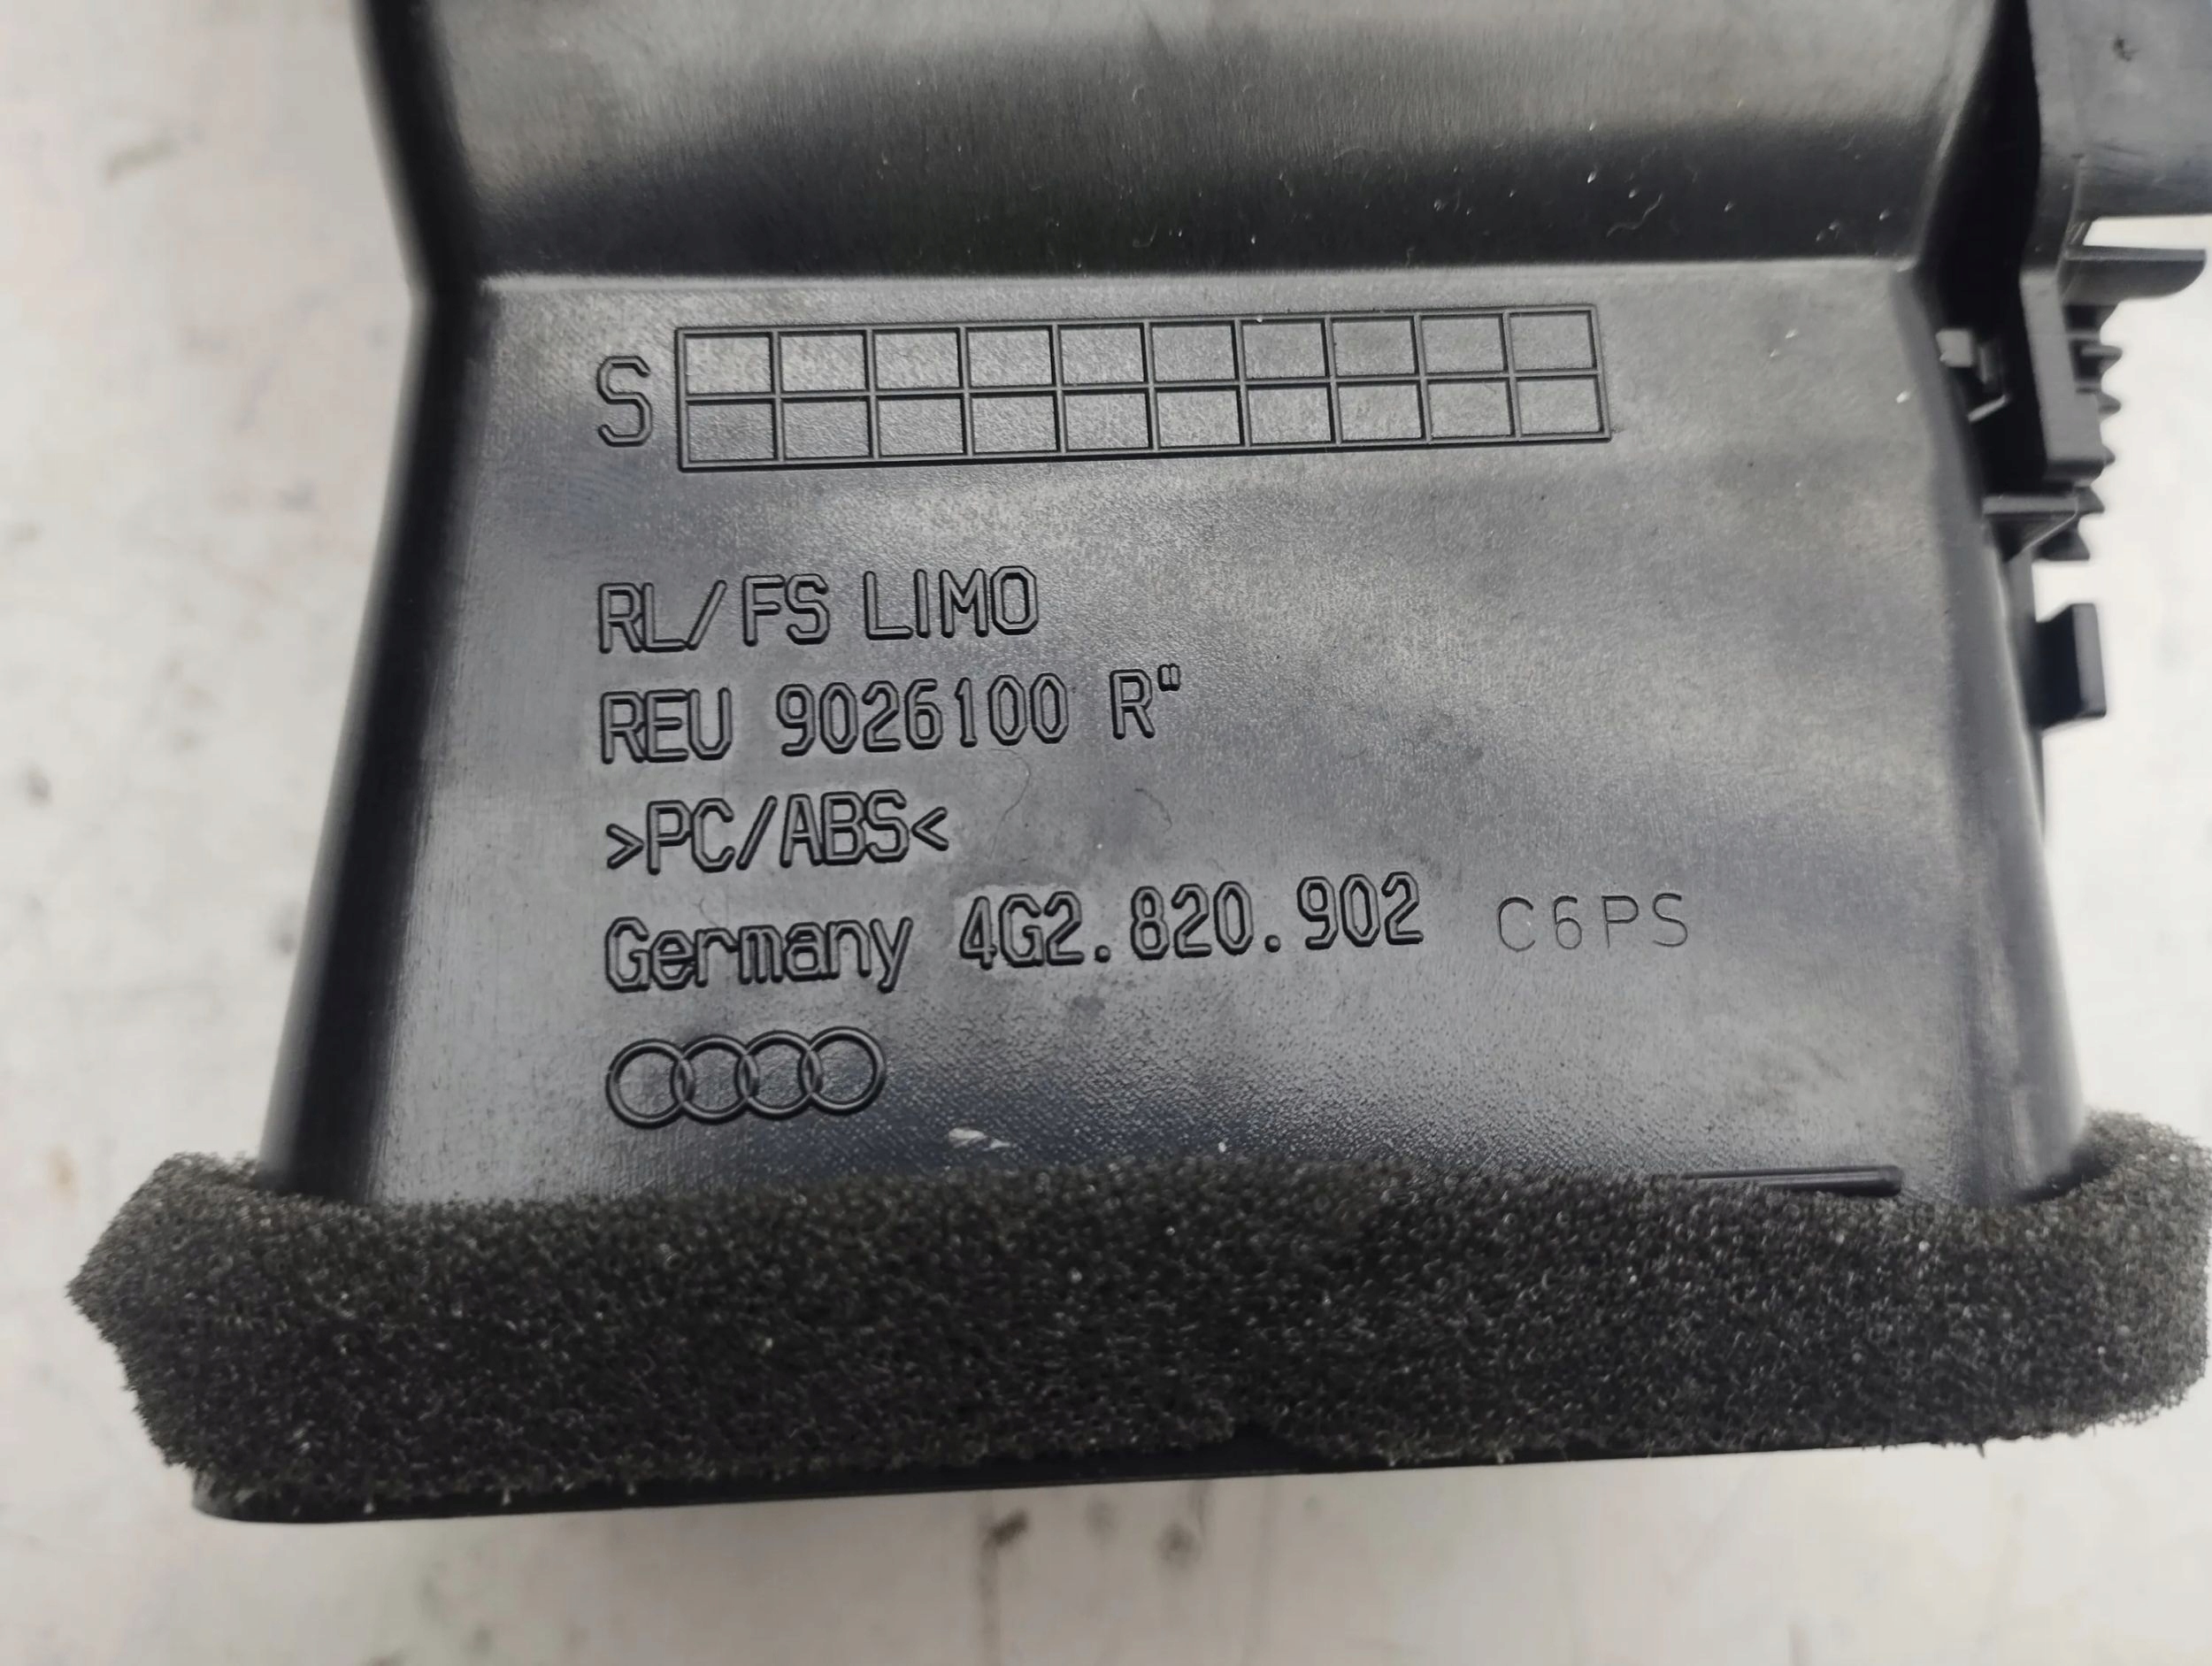 S
RL/FS LIMO
REU 9026100 R"
>PC/ABS<
Germany 4G2.820.902 C6PS